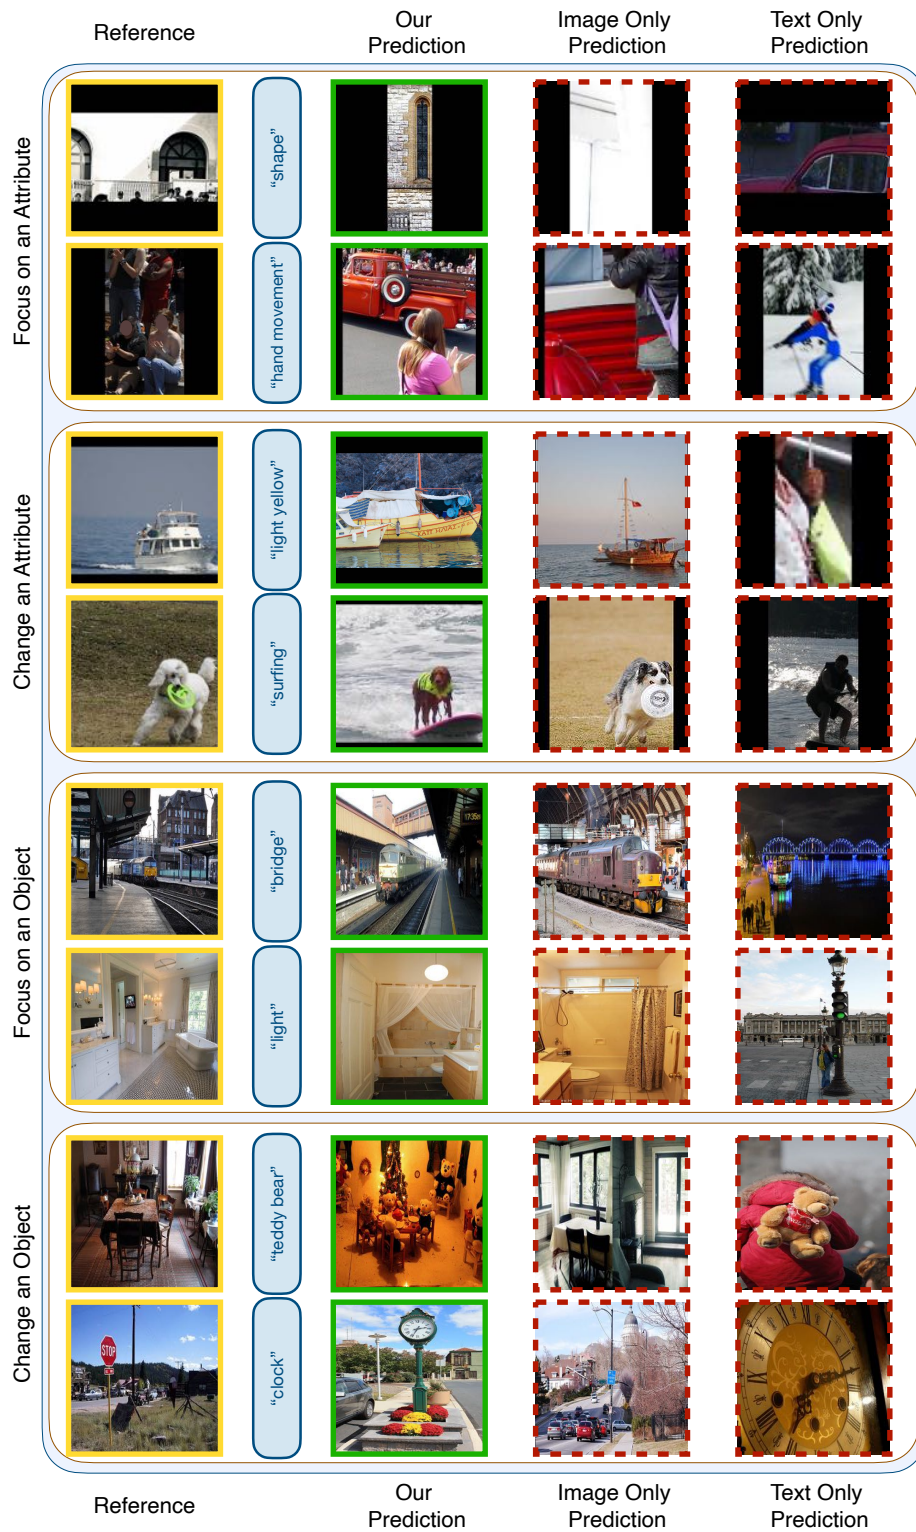 Reference
Our
Prediction
Image Only
Prediction
Text Only
Prediction
Focus on an Attribute
"shape"
"hand movement"
Change an Attribute
"light yellow"
"surfing"
Focus on an Object
"bridge"
"light"
Change an Object
"teddy bear"
"clock"
STOP
Reference
Our
Prediction
Image Only
Prediction
Text Only
Prediction